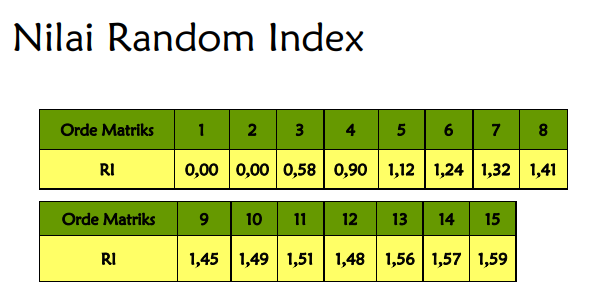 Nilai Random Index
Orde Matriks 1 2 3 4 5 6 7 8
RI 0,00 0,00 0,58 0,90 1,12 1,24 1,32 1,41
Orde Matriks 9 10 11 12 13 14 15
RI 1,45 1,49 1,51 1,48 1,56 1,57 1,59